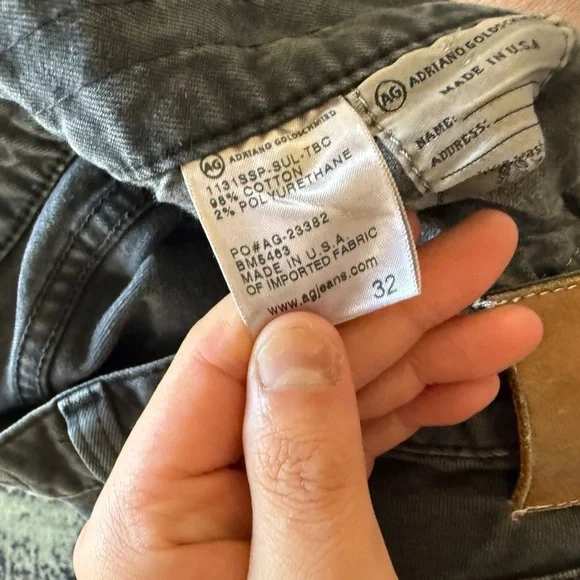 AG ADRIANO GOLDSCHMIED
1131SSP-SUL-TBC
98% COTTON
2% POLYURETHANE
PO#AG-23382
BM5463
MADE IN U.S.A.
OF IMPORTED FABRIC
www.agjeans.com
32
AG ADRIANO GOLDSCHMIED
MADE IN U.S.A.
NAME:
ADDRESS: